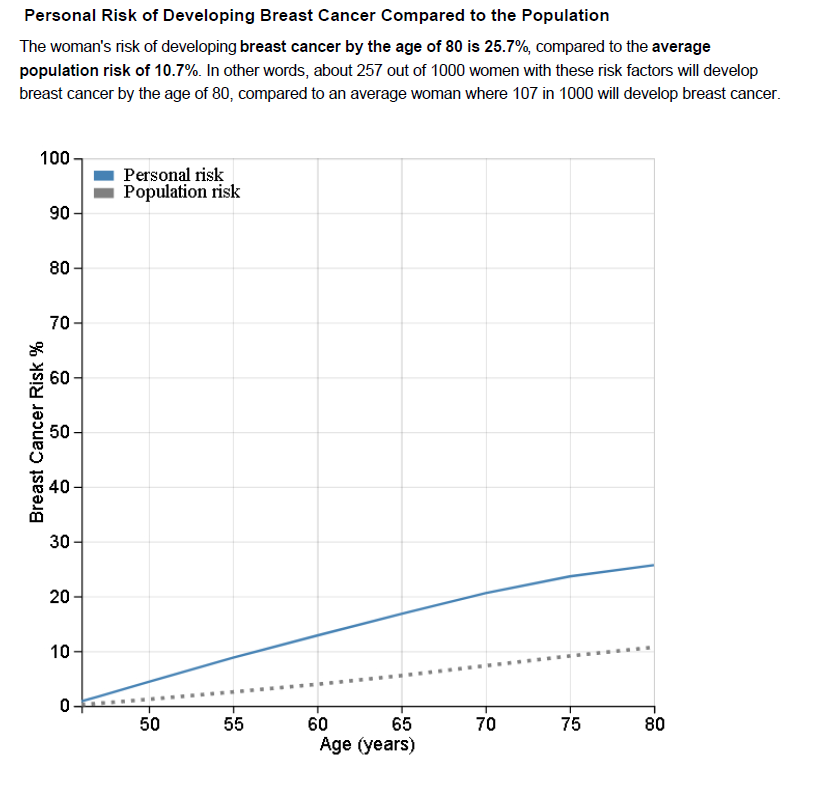 Personal Risk of Developing Breast Cancer Compared to the Population
The woman's risk of developing breast cancer by the age of 80 is 25.7%, compared to the average
population risk of 10.7%. In other words, about 257 out of 1000 women with these risk factors will develop
breast cancer by the age of 80, compared to an average woman where 107 in 1000 will develop breast cancer.
100
Personal risk
Population risk
90
80
70
60
50
40
30
20
10
0
Breast Cancer Risk %
50 55 60 65 70 75 80
Age (years)